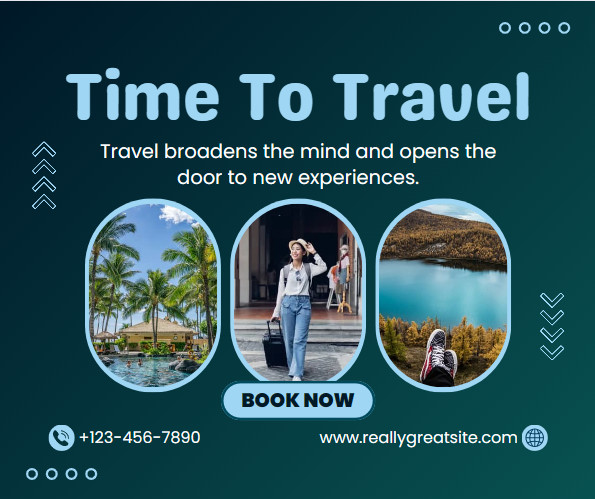 Time To Travel
Travel broadens the mind and opens the
door to new experiences.
BOOK NOW
+123-456-7890
www.reallygreatsite.com